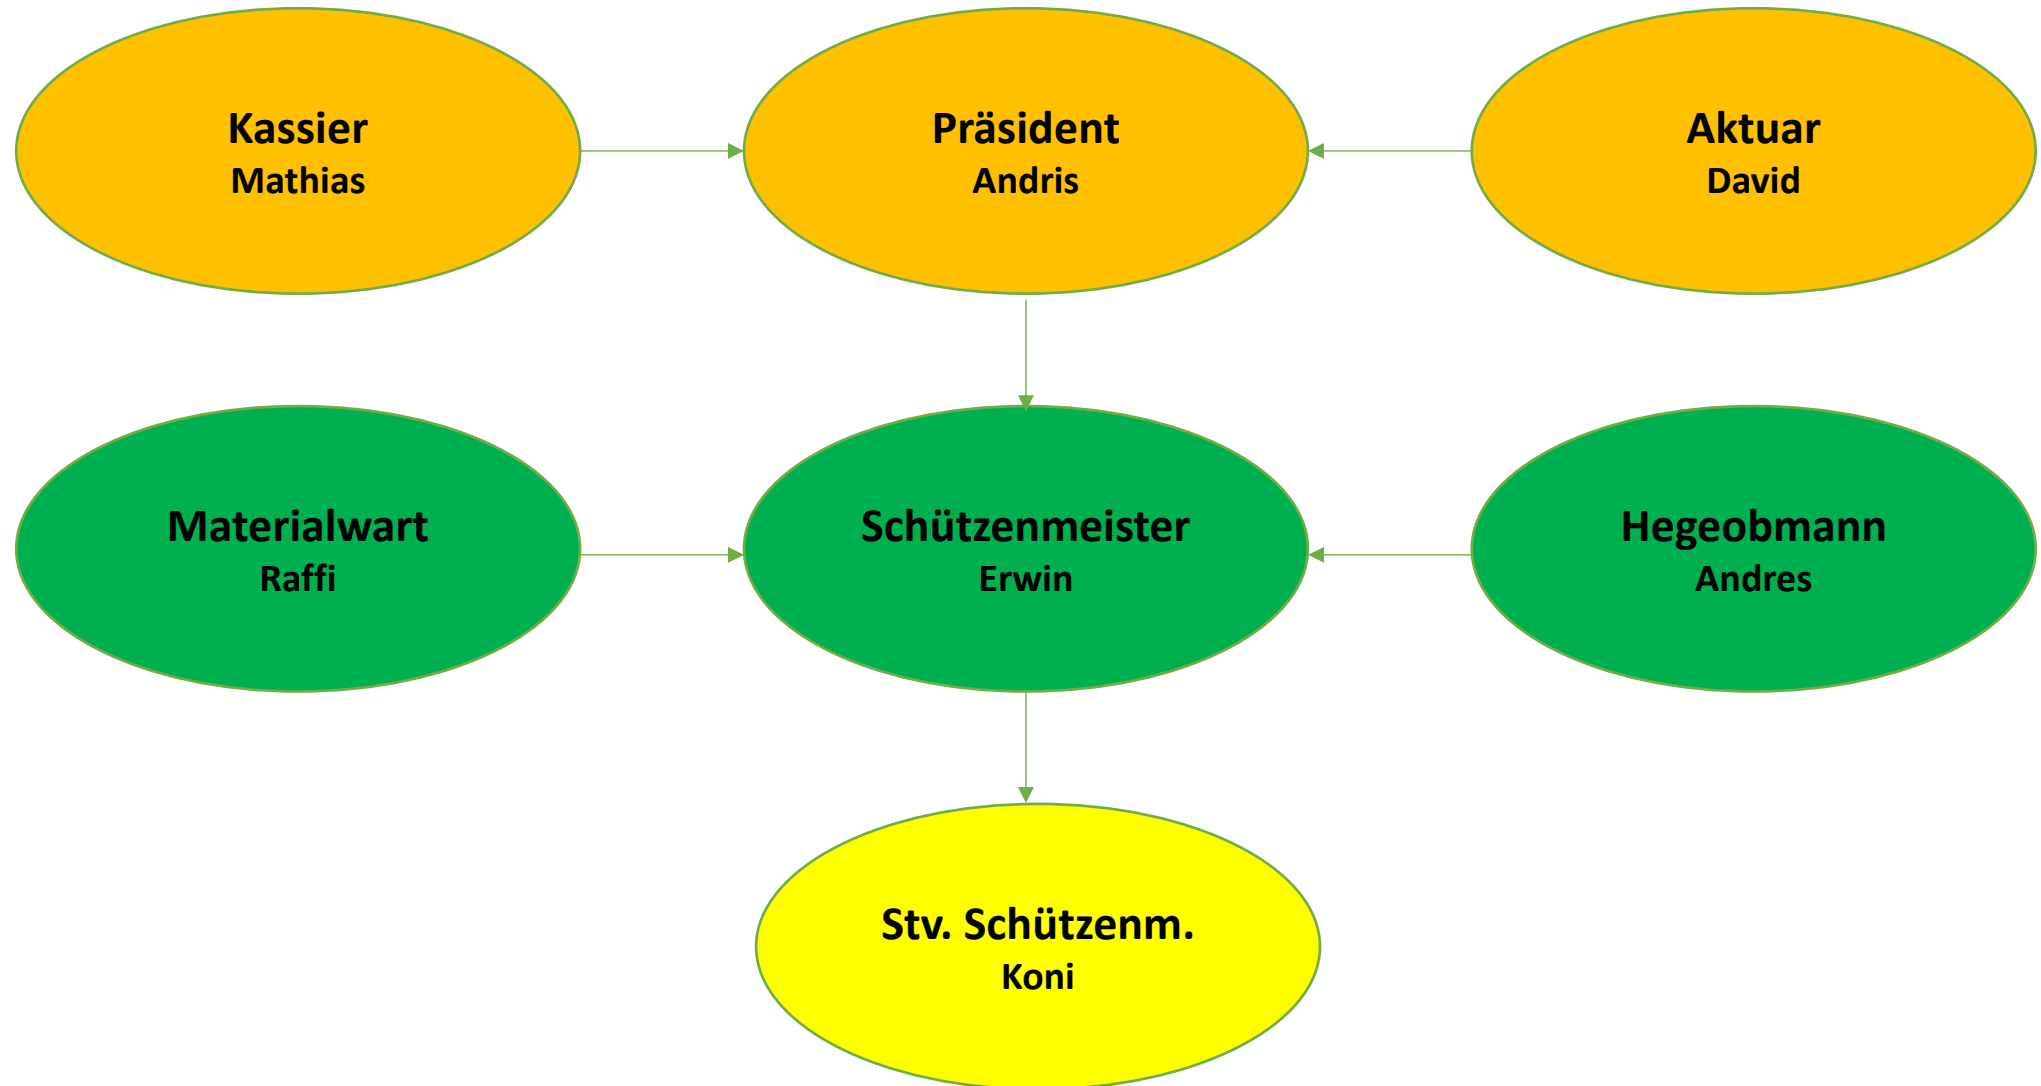 Kassier
Mathias
Präsident
Andris
Aktuar
David
Materialwart
Raffi
Schützenmeister
Erwin
Hegeobmann
Andres
Stv. Schützenm.
Koni